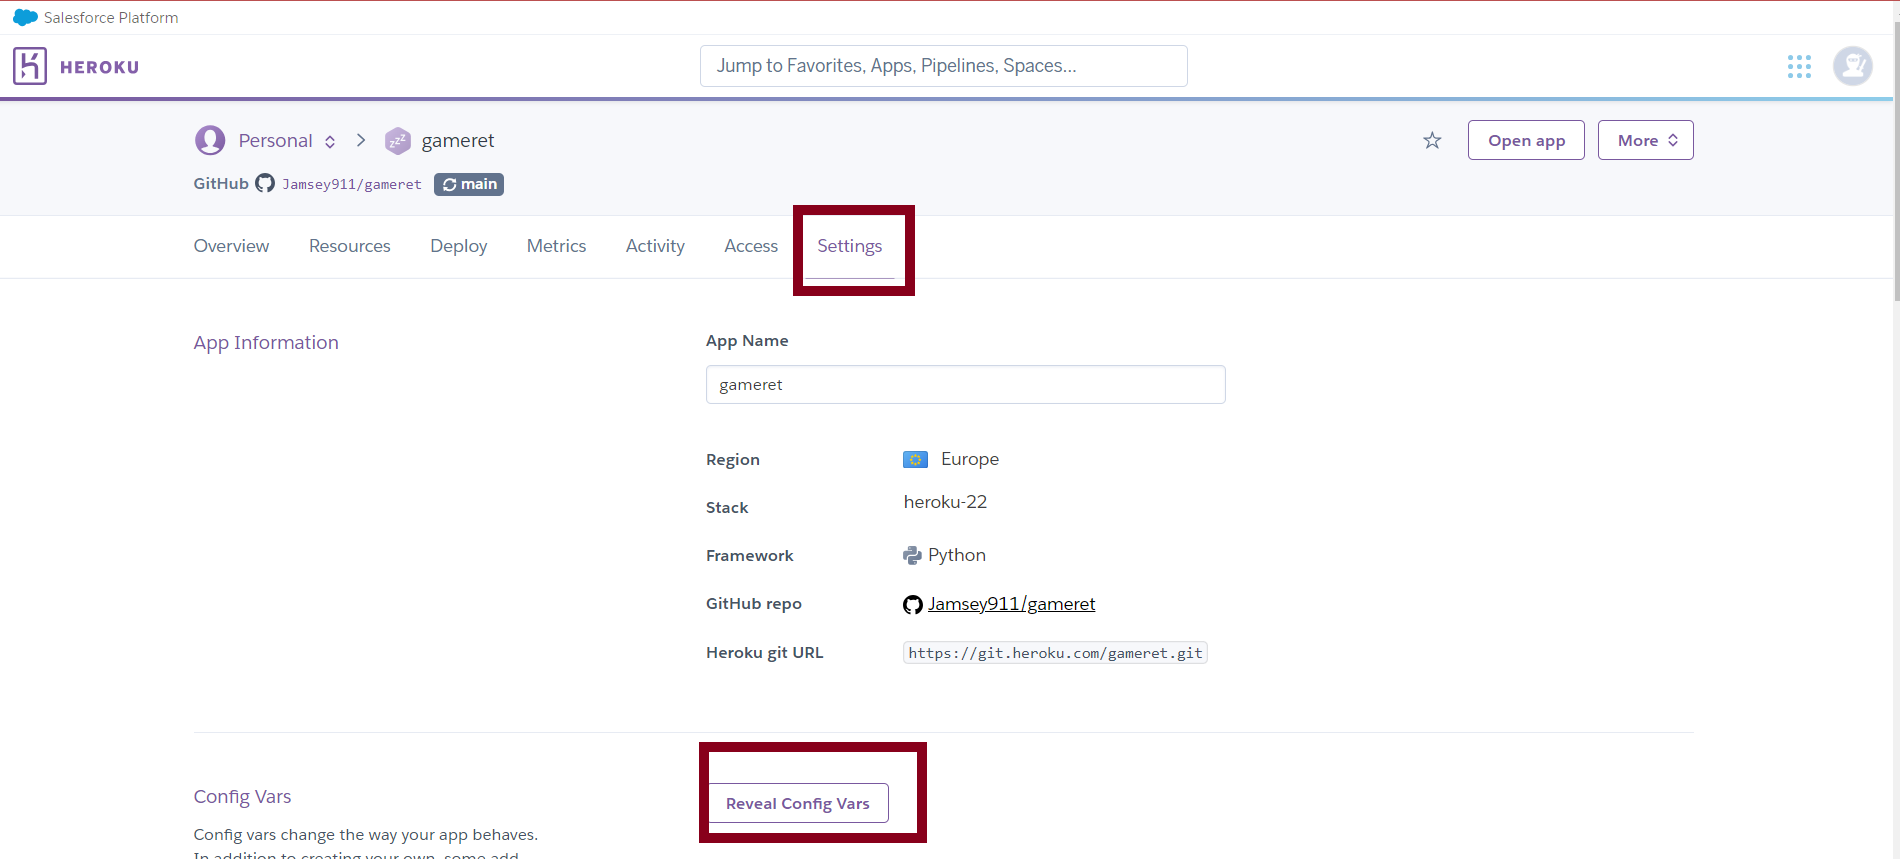 Salesforce Platform
HEROKU
Jump to Favorites, Apps, Pipelines, Spaces...
Personal
zzz
gameret
Open app
More
GitHub Jamsey911/gameret main
Overview Resources Deploy Metrics Activity Access Settings
App Information
App Name
gameret
Region Europe
Stack heroku-22
Framework Python
GitHub repo Jamsey911/gameret
Heroku git URL https://git.heroku.com/gameret.git
Config Vars
Reveal Config Vars
Config vars change the way your app behaves.
In addition to creating your own, some add